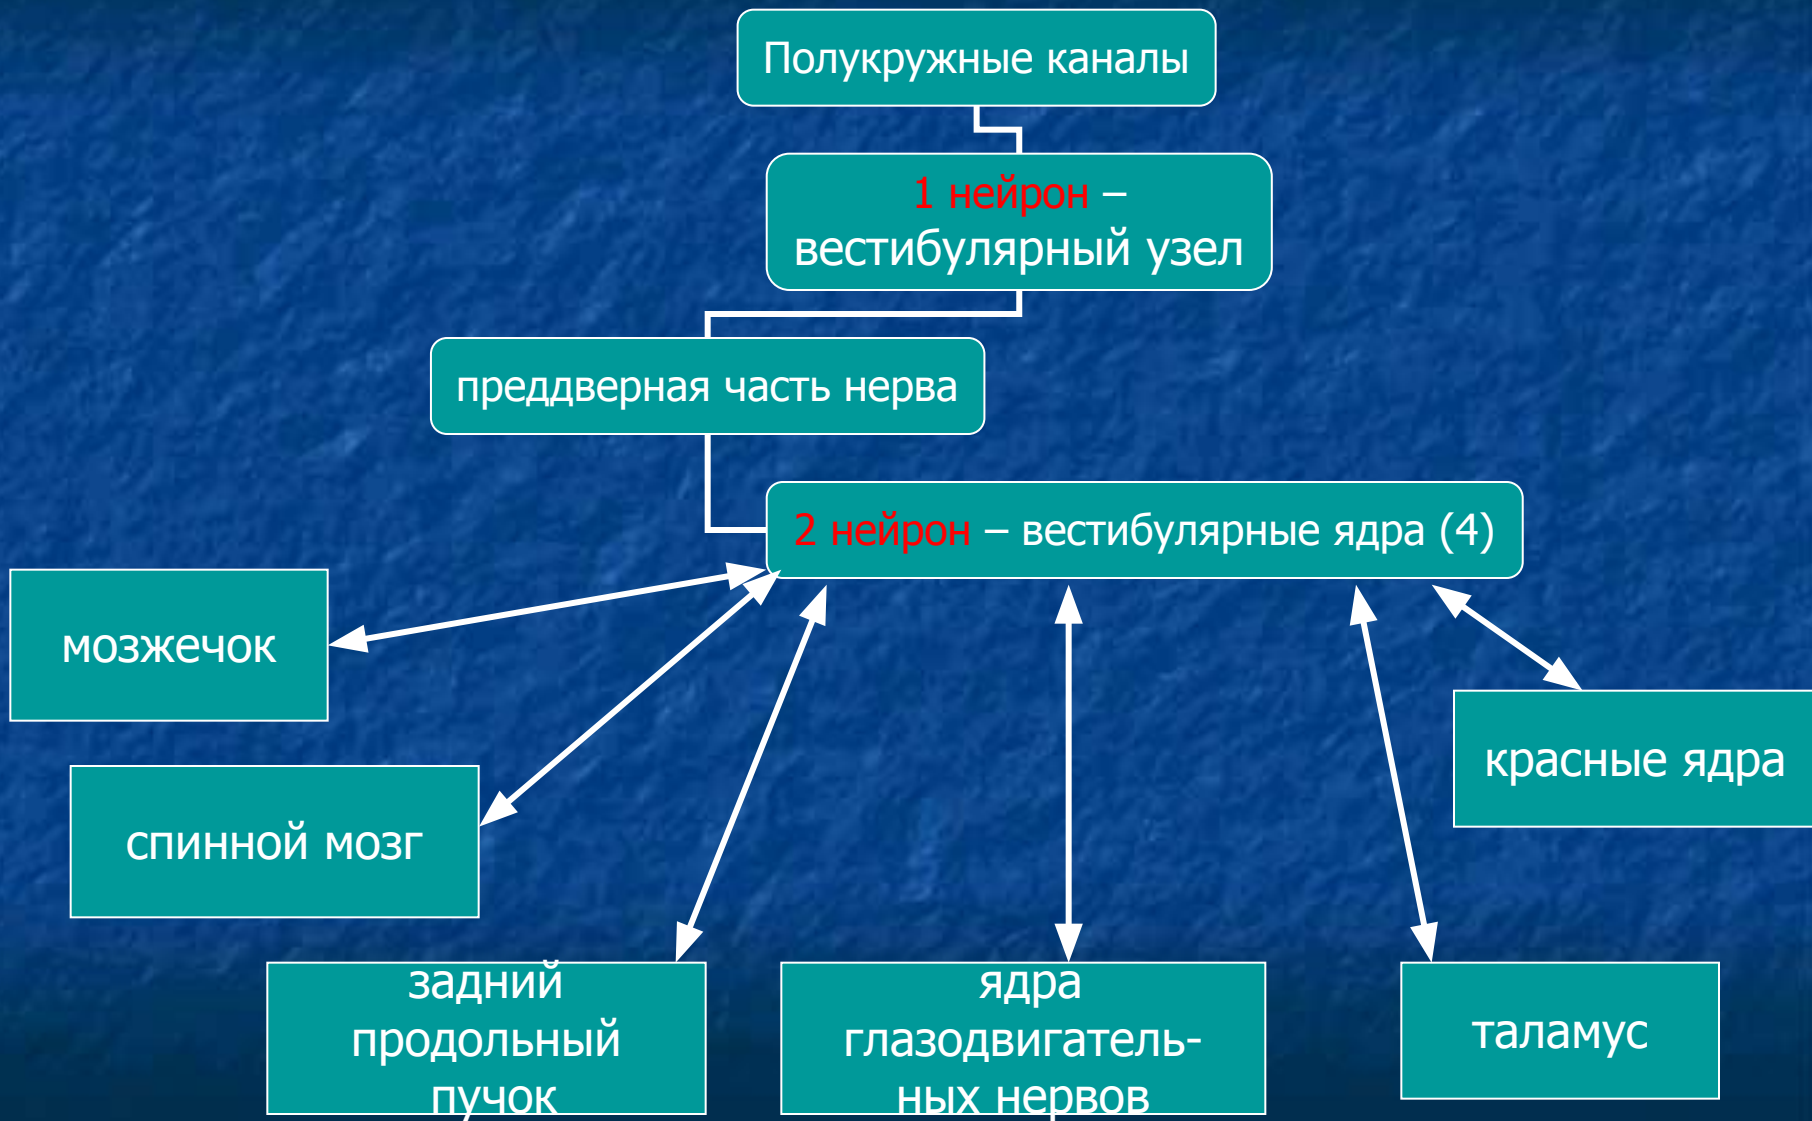 Полукружные каналы
1 нейрон –
вестибулярный узел
преддверная часть нерва
2 нейрон – вестибулярные ядра (4)
мозжечок
красные ядра
спинной мозг
задний
продольный
пучок
ядра
глазодвигатель-
ных нервов
таламус